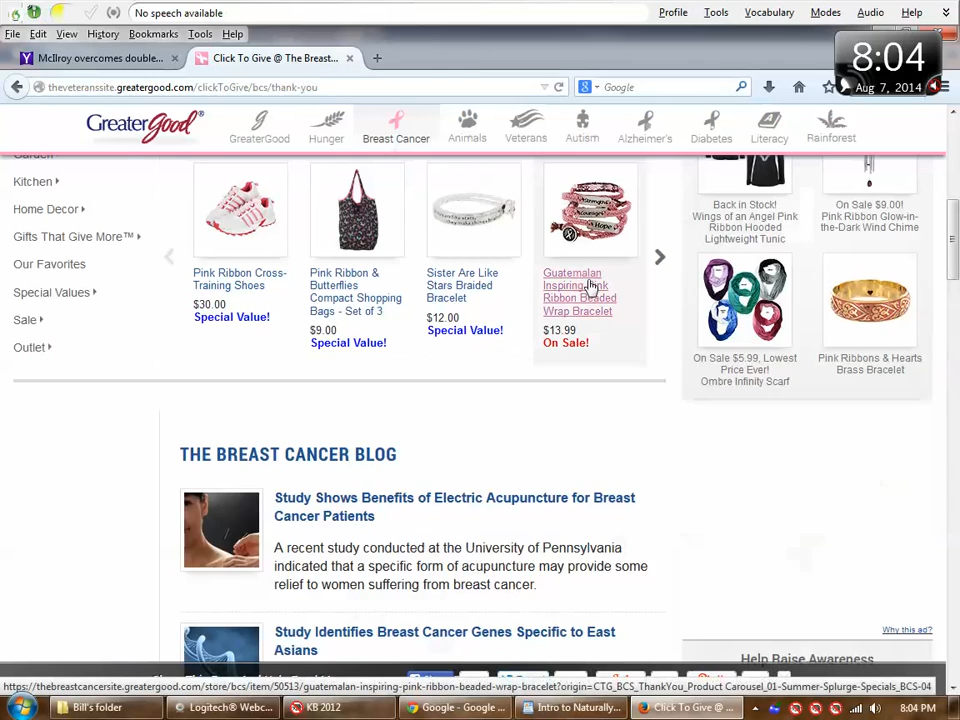 No speech available
Profile Tools Vocabulary Modes Audio Help
File Edit View History Bookmarks Tools Help
8:04
Aug 7, 2014
McIlroy overcomes double...
Click To Give @ The Breast...
theveteranssite.greatergood.com/clickToGive/bcs/thank-you
Google
GreaterGood
GreaterGood Hunger Breast Cancer Animals Veterans Autism Alzheimer's Diabetes Literacy Rainforest
Kitchen
Home Decor
Gifts That Give More™
Our Favorites
Special Values
Sale
Outlet
Pink Ribbon Cross-
Training Shoes
$30.00
Special Value!
Pink Ribbon &
Butterflies
Compact Shopping
Bags - Set of 3
$9.00
Special Value!
Sister Are Like
Stars Braided
Bracelet
$12.00
Special Value!
Guatemalan
Inspiring Pink
Ribbon Beaded
Wrap Bracelet
$13.99
On Sale!
Back in Stock!
Wings of an Angel Pink
Ribbon Hooded
Lightweight Tunic
On Sale $9.00!
Pink Ribbon Glow-in-
the-Dark Wind Chime
On Sale $5.99, Lowest
Price Ever!
Ombre Infinity Scarf
Pink Ribbons & Hearts
Brass Bracelet
THE BREAST CANCER BLOG
Study Shows Benefits of Electric Acupuncture for Breast
Cancer Patients
A recent study conducted at the University of Pennsylvania
indicated that a specific form of acupuncture may provide some
relief to women suffering from breast cancer.
Study Identifies Breast Cancer Genes Specific to East
Asians
Why this ad?
Help Raise Awareness
https://thebreastcancersite.greatergood.com/store/bcs/item/50513/guatemalan-inspiring-pink-ribbon-beaded-wrap-bracelet?origin=CTG_BCS_ThankYou_Product Carousel_01-Summer-Splurge-Specials_BCS-04
Bill's folder
Logitech® Webc...
KB 2012
Google - Google ...
Intro to Naturally...
Click To Give @ ...
8:04 PM